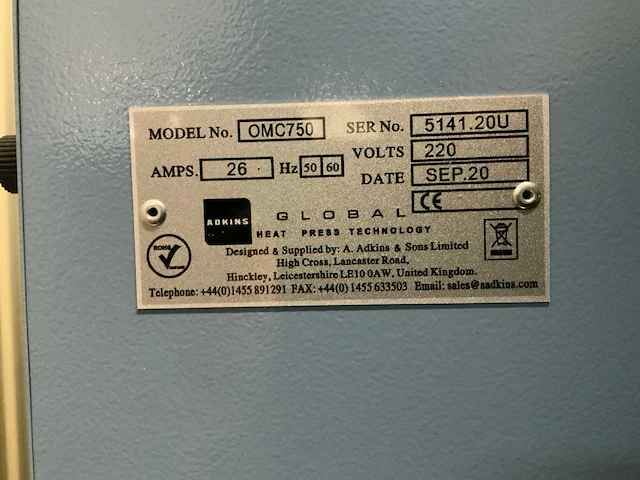 MODEL No. OMC750 SER No. 5141.20U
AMPS. 26 Hz 50 60 VOLTS 220
DATE SEP.20
CE
ADKINS GLOBAL
HEAT PRESS TECHNOLOGY
ROHS
Designed & Supplied by: A. Adkins & Sons Limited
High Cross, Lancaster Road,
Hinckley, Leicestershire LE10 0AW, United Kingdom.
Telephone: +44(0)1455 891291 FAX: +44(0) 1455 633503 Email: sales@aadkins.com